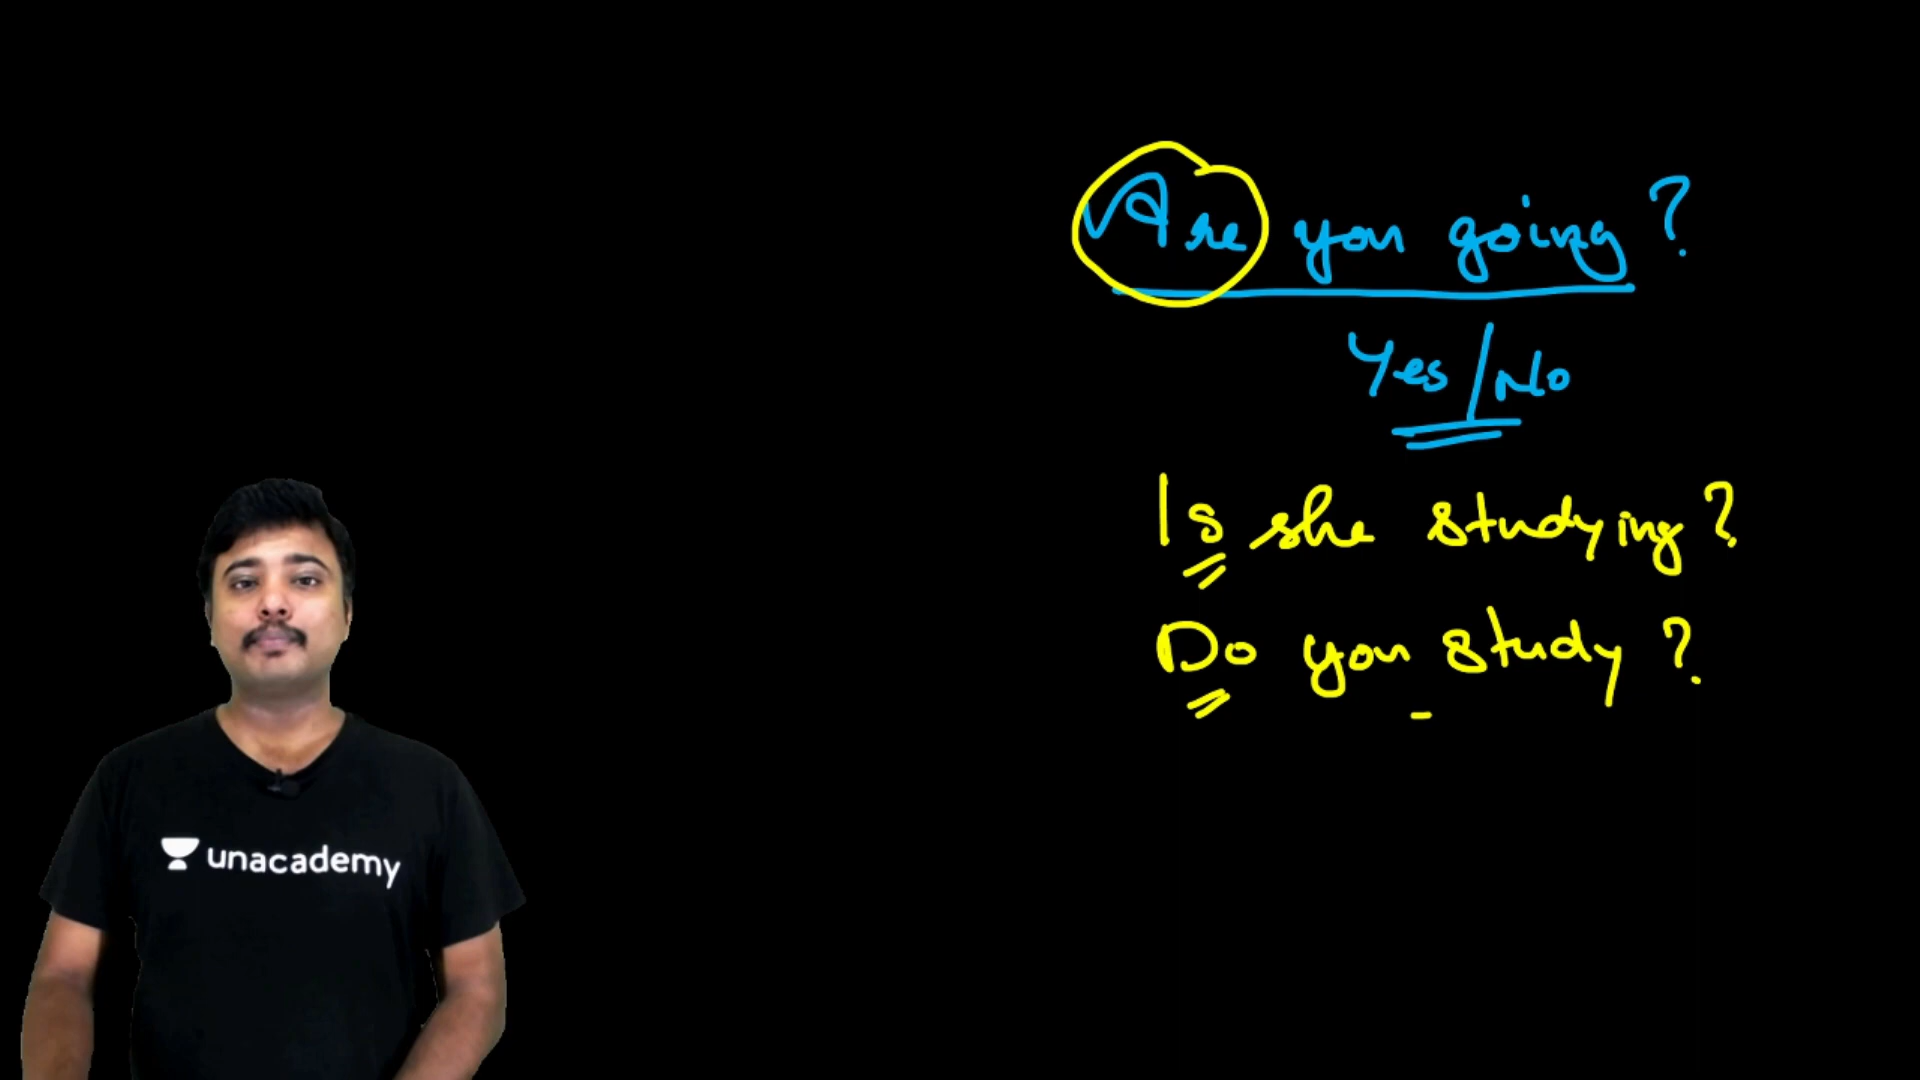 Are you going?
Yes/No
Is she studying?
Do you study?
unacademy